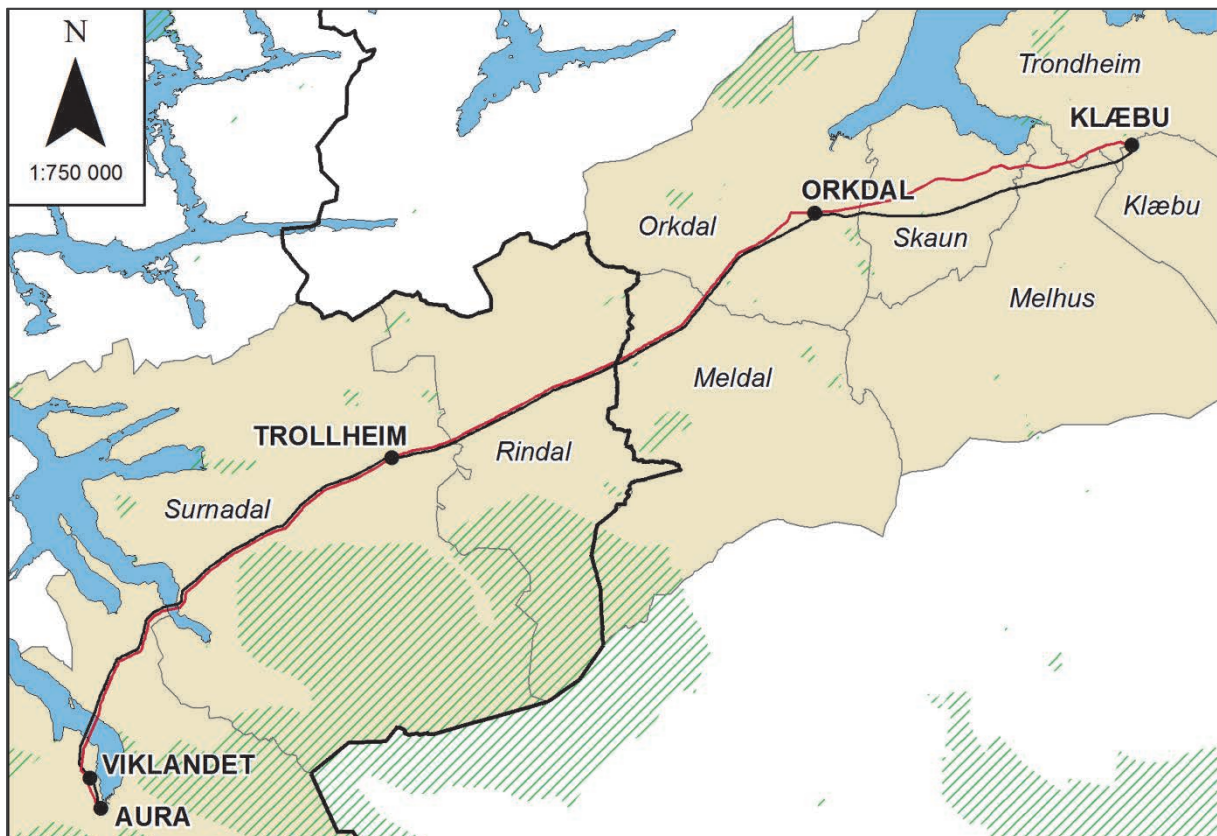 N
1:750 000
Trondheim
KLÆBU
ORKDAL
Klæbu
Orkdal
Skaun
Melhus
Meldal
TROLLHEIM
Rindal
Surnadal
VIKLANDET
AURA